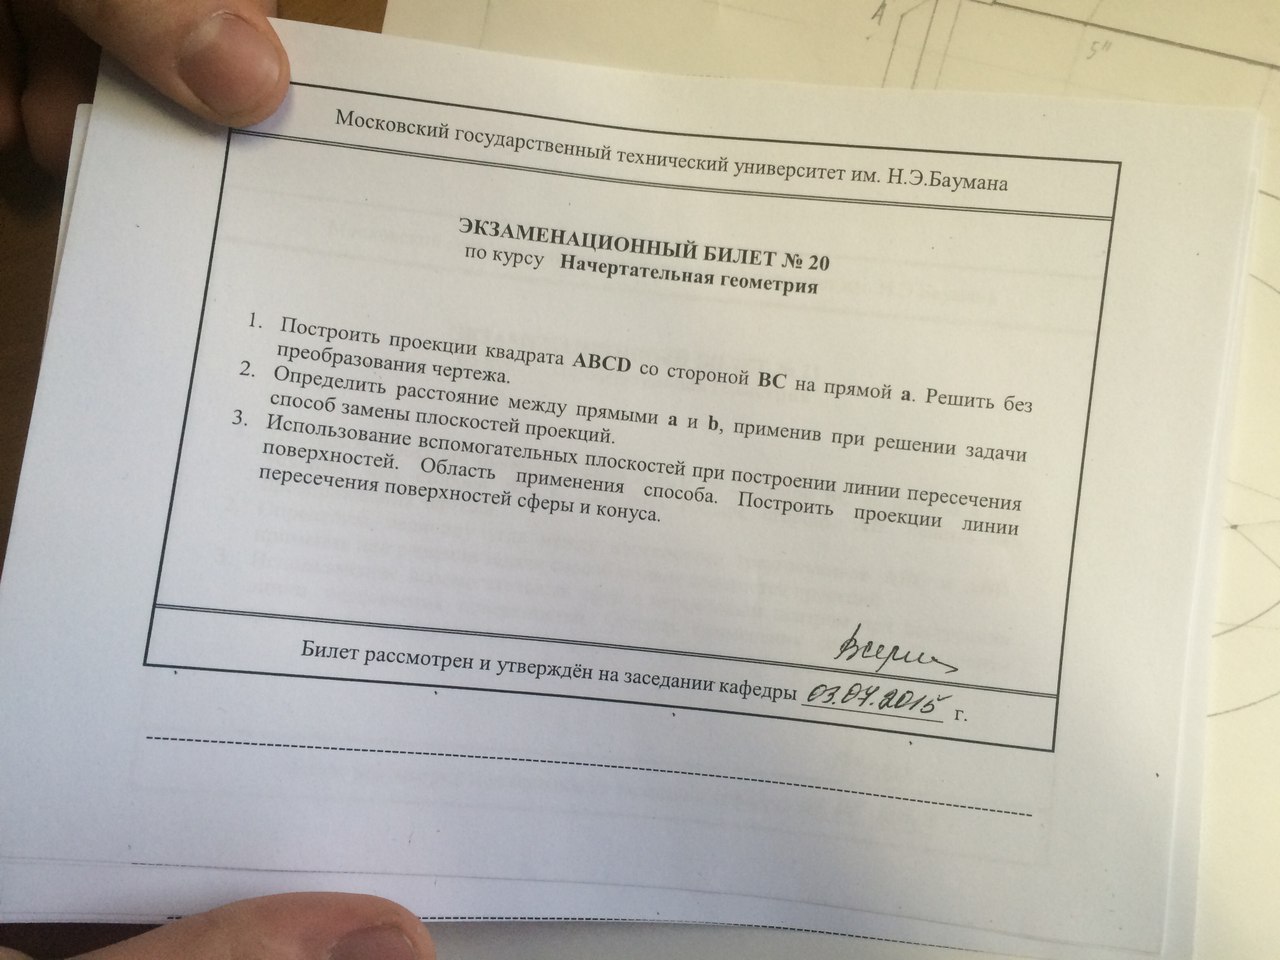 Московский государственный технический университет им. Н.Э.Баумана
ЭКЗАМЕНАЦИОННЫЙ БИЛЕТ № 20
по курсу Начертательная геометрия
1. Построить проекции квадрата ABCD со стороной BC на прямой a. Решить без
преобразования чертежа.
2. Определить расстояние между прямыми a и b, применив при решении задачи
способ замены плоскостей проекций.
3. Использование вспомогательных плоскостей при построении линии пересечения
поверхностей. Область применения способа. Построить проекции линии
пересечения поверхностей сферы и конуса.
Билет рассмотрен и утверждён на заседании кафедры 03.07.2015 г.
A
5"